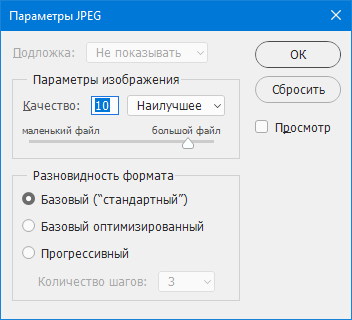 Параметры JPEG
Подложка: Не показывать
ОК
Сбросить
Просмотр
Параметры изображения
Качество: 10 Наилучшее
маленький файл большой файл
Разновидность формата
Базовый (“стандартный”)
Базовый оптимизированный
Прогрессивный
Количество шагов: 3